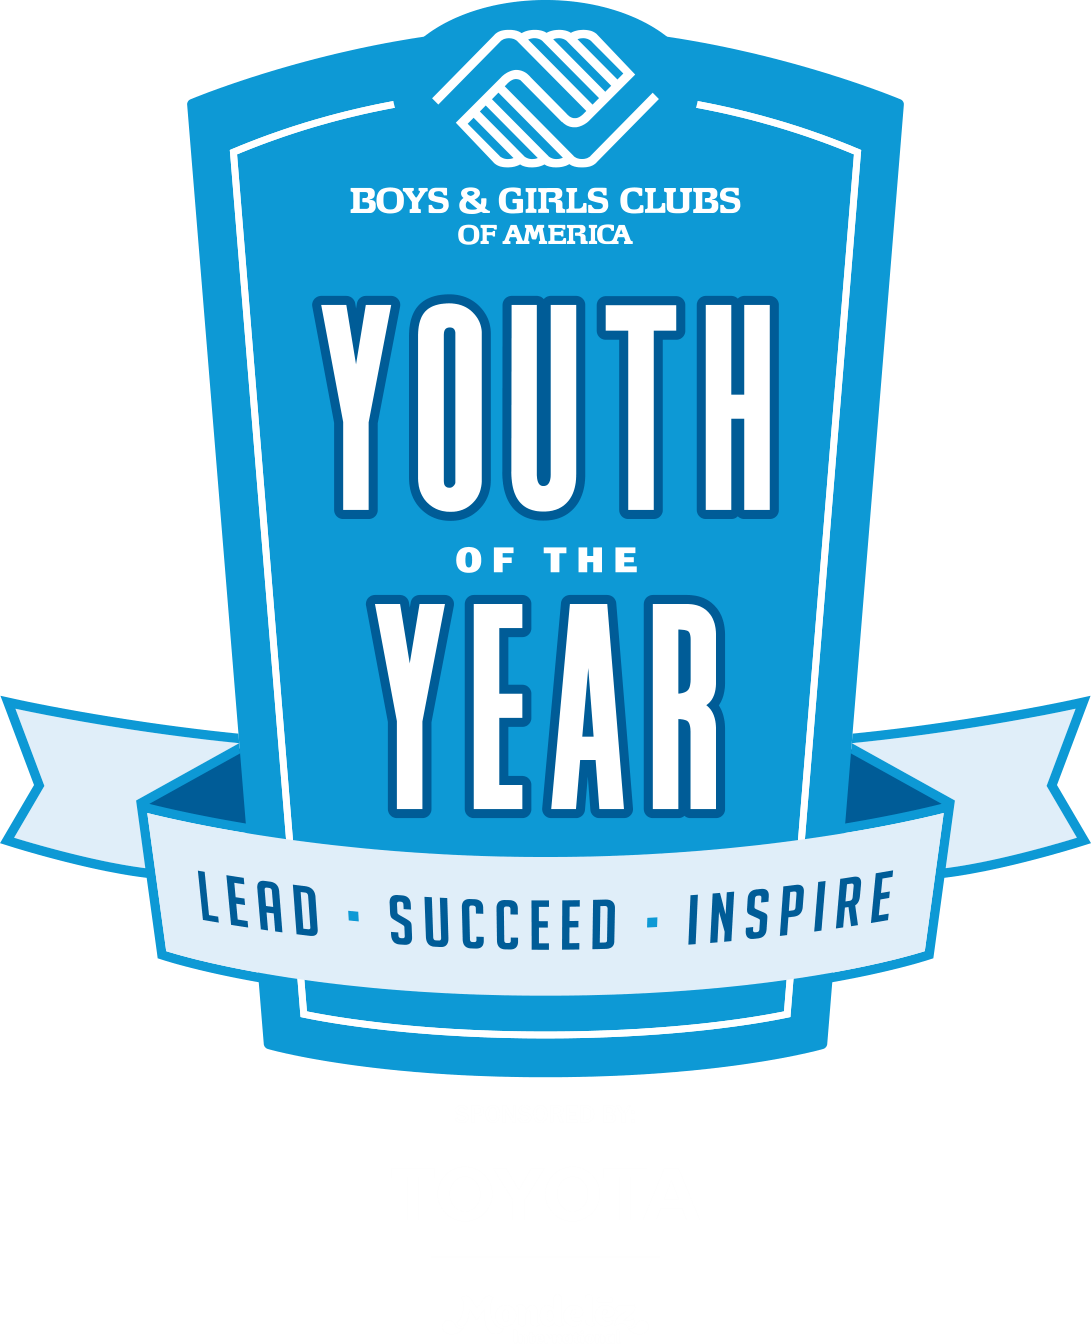 BOYS & GIRLS CLUBS
OF AMERICA
YOUTH
OF THE
YEAR
LEAD · SUCCEED · INSPIRE